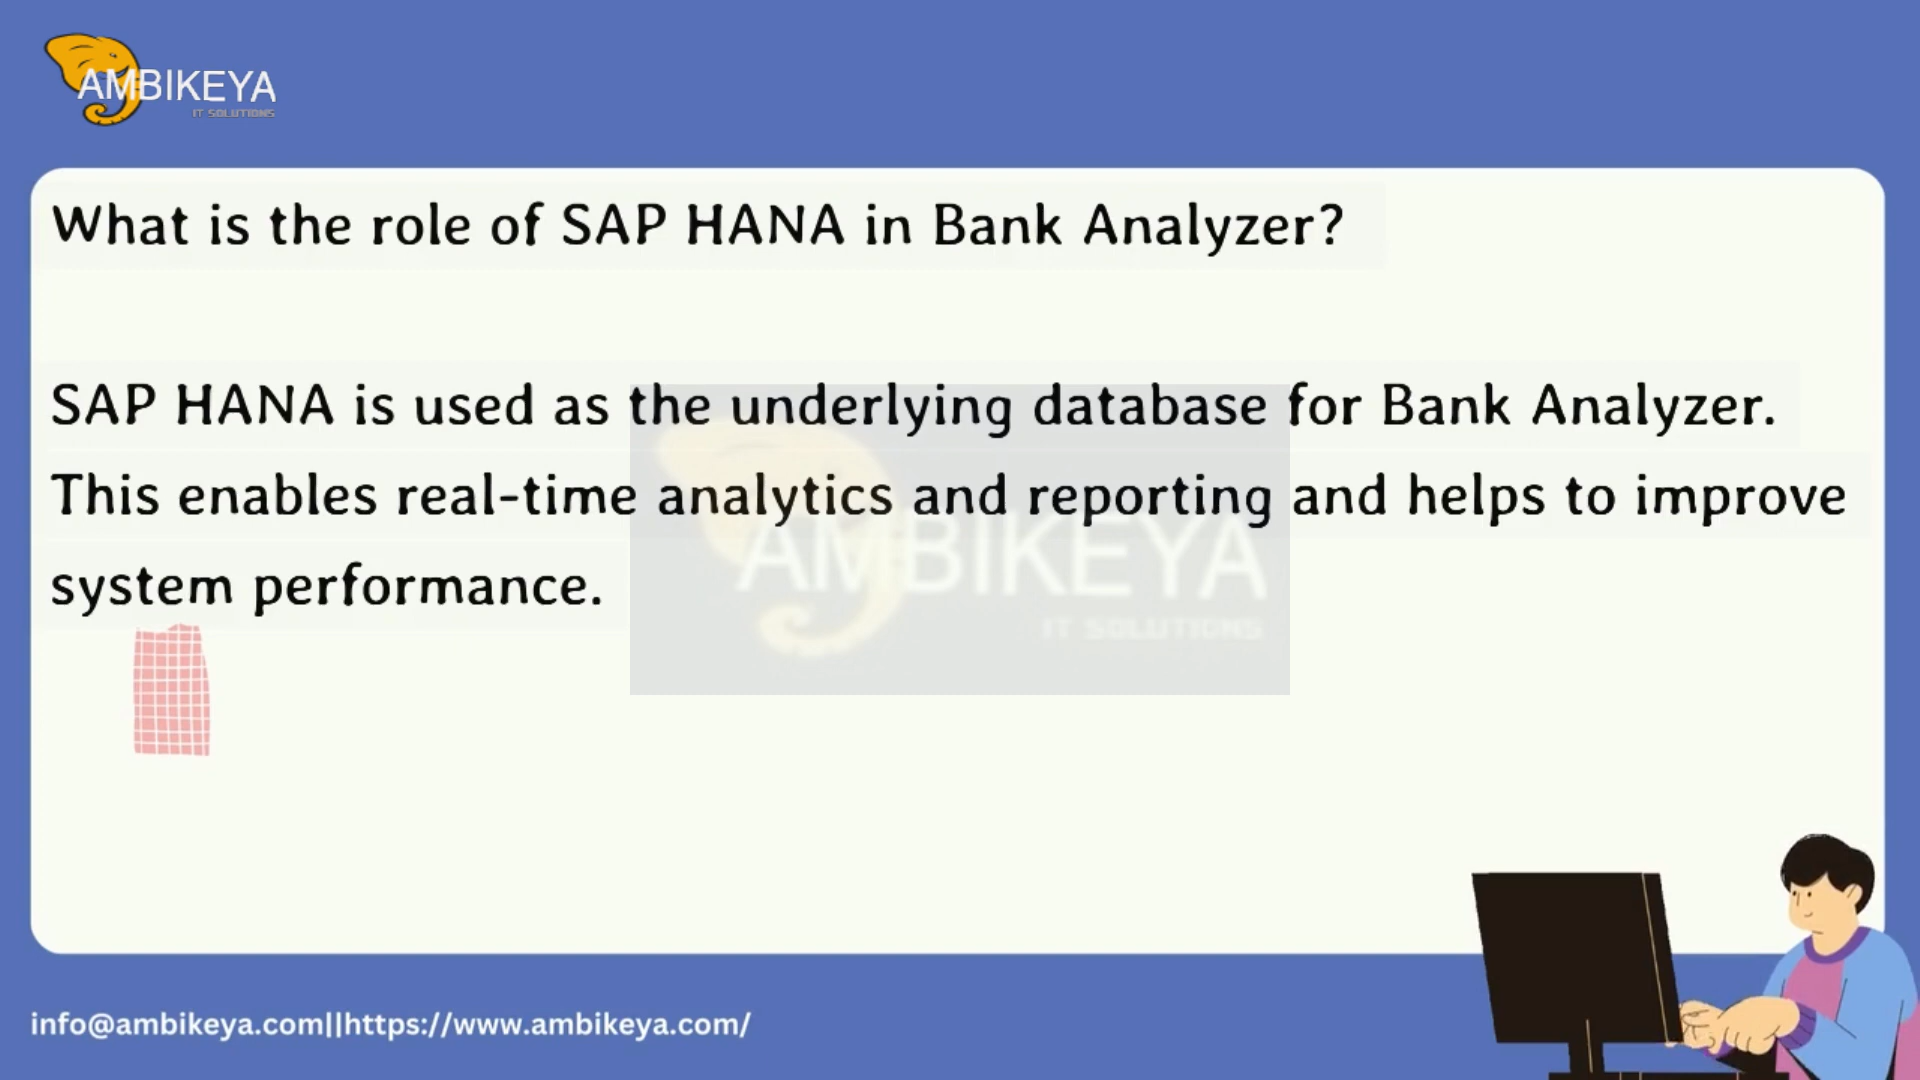 AMBIKEYA
IT SOLUTIONS
What is the role of SAP HANA in Bank Analyzer?
SAP HANA is used as the underlying database for Bank Analyzer.
This enables real-time analytics and reporting and helps to improve
system performance.
AMBIKEYA
IT SOLUTIONS
info@ambikeya.com||https://www.ambikeya.com/